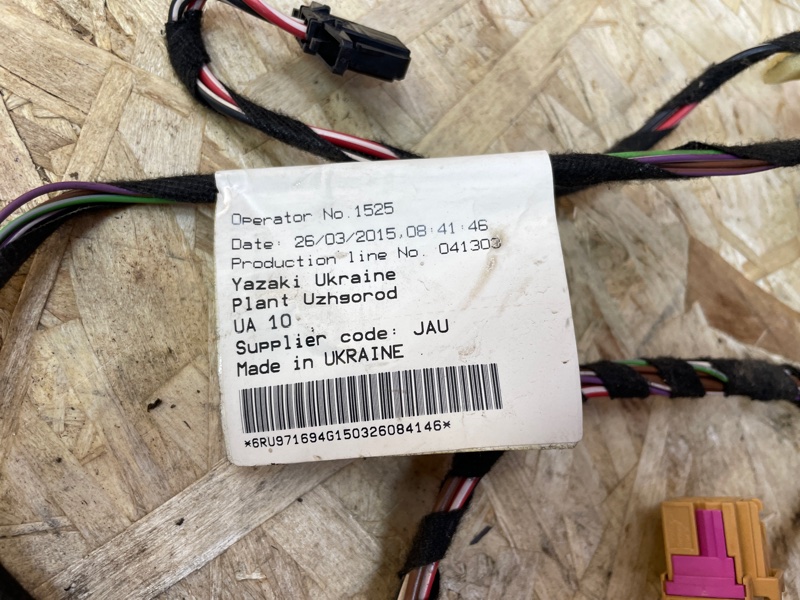 Operator No.1525
Date: 26/03/2015,08:41:46
Production line No. 041303
Yazaki Ukraine
Plant Uzhgorod
UA 10
Supplier code: JAU
Made in UKRAINE
*6RU971694G150326084146*